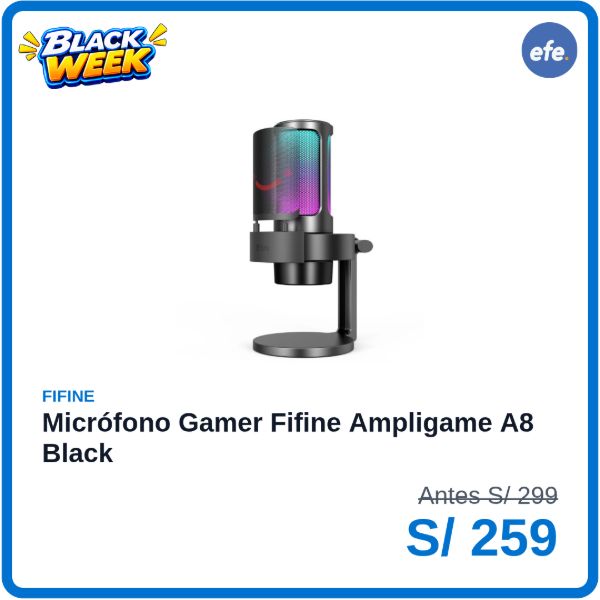 BLACK
WEEK
efe.
FIFINE
Micrófono Gamer Fifine Ampligame A8
Black
Antes S/ 299
S/ 259